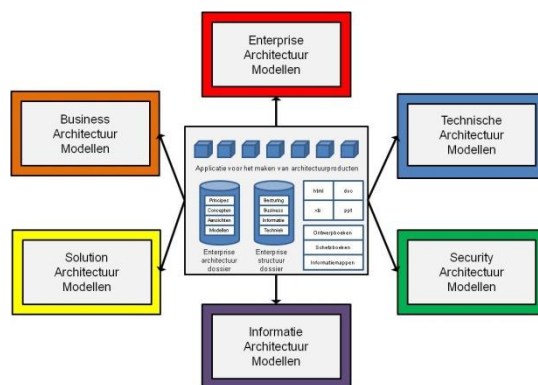 Enterprise
Architectuur
Modellen
Business
Architectuur
Modellen
Technische
Architectuur
Modellen
Applicatie voor het maken van architectuurproducten
Principes
Concepten
Aanzichten
Modellen
Enterprise
architectuur
dossier
Besturing
Business
Informatie
Techniek
Enterprise
structuur
dossier
html
doc
xls
ppt
Ontwerpboeken
Schetsboeken
Informatiemappen
Solution
Architectuur
Modellen
Security
Architectuur
Modellen
Informatie
Architectuur
Modellen